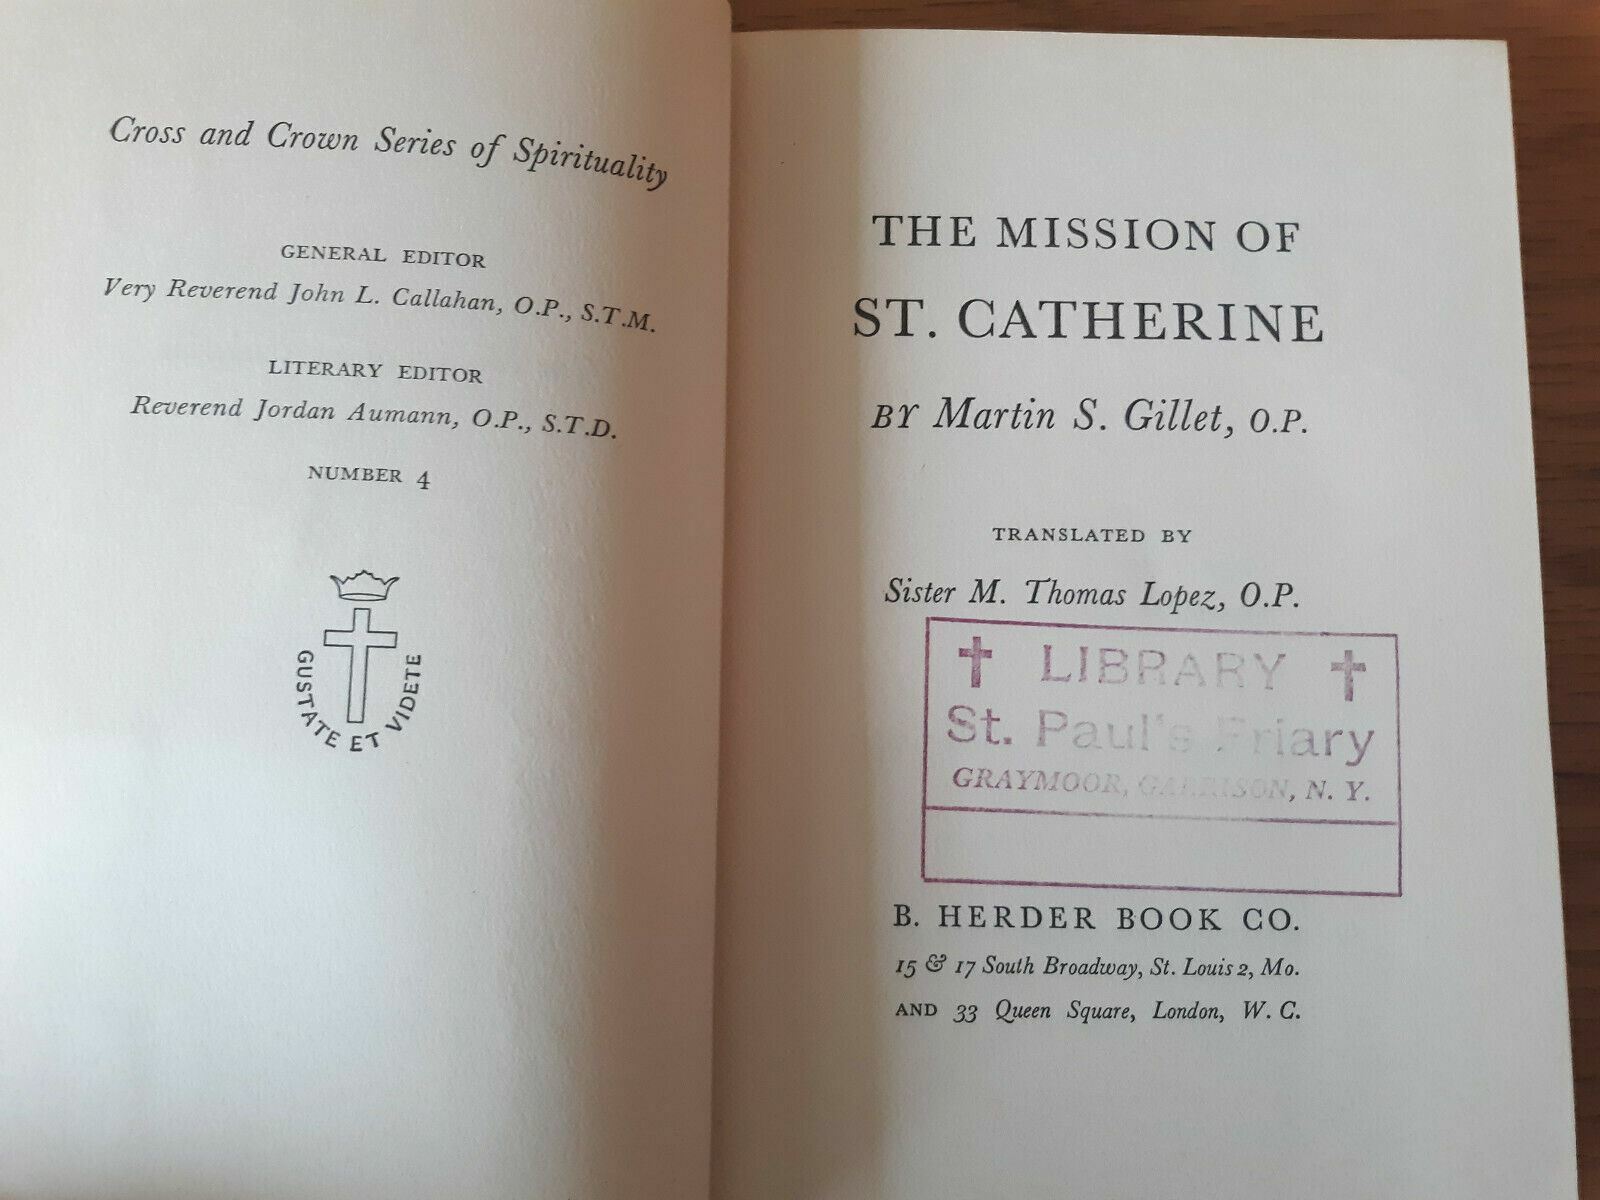 Cross and Crown Series of Spirituality
GENERAL EDITOR
Very Reverend John L. Callahan, O.P., S.T.M.
LITERARY EDITOR
Reverend Jordan Aumann, O.P., S.T.D.
NUMBER 4
GUSTATE ET VIDETE
THE MISSION OF
ST. CATHERINE
BY Martin S. Gillet, O.P.
TRANSLATED BY
Sister M. Thomas Lopez, O.P.
✝ LIBRARY ✝
St. Paul's Friary
GRAYMOOR, GARRISON, N. Y.
B. HERDER BOOK CO.
15 & 17 South Broadway, St. Louis 2, Mo.
AND 33 Queen Square, London, W. C.